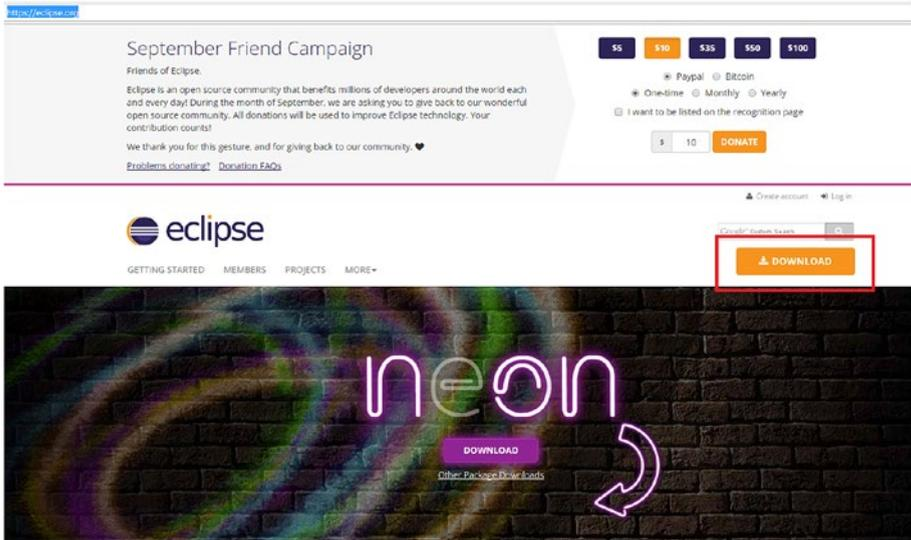 https://eclipse.org
September Friend Campaign
Friends of Eclipse,
Eclipse is an open source community that benefits millions of developers around the world each
and every day! During the month of September, we are asking you to give back to our wonderful
open source community. All donations will be used to improve Eclipse technology. Your
contribution counts!
We thank you for this gesture, and for giving back to our community. ♥
Problems donating? Donation FAQs
$5 $10 $35 $50 $100
Paypal Bitcoin
One-time Monthly Yearly
I want to be listed on the recognition page
$ 10 DONATE
Create account Log in
eclipse
Google Custom Search
DOWNLOAD
GETTING STARTED MEMBERS PROJECTS MORE
neon
DOWNLOAD
Other Package Downloads